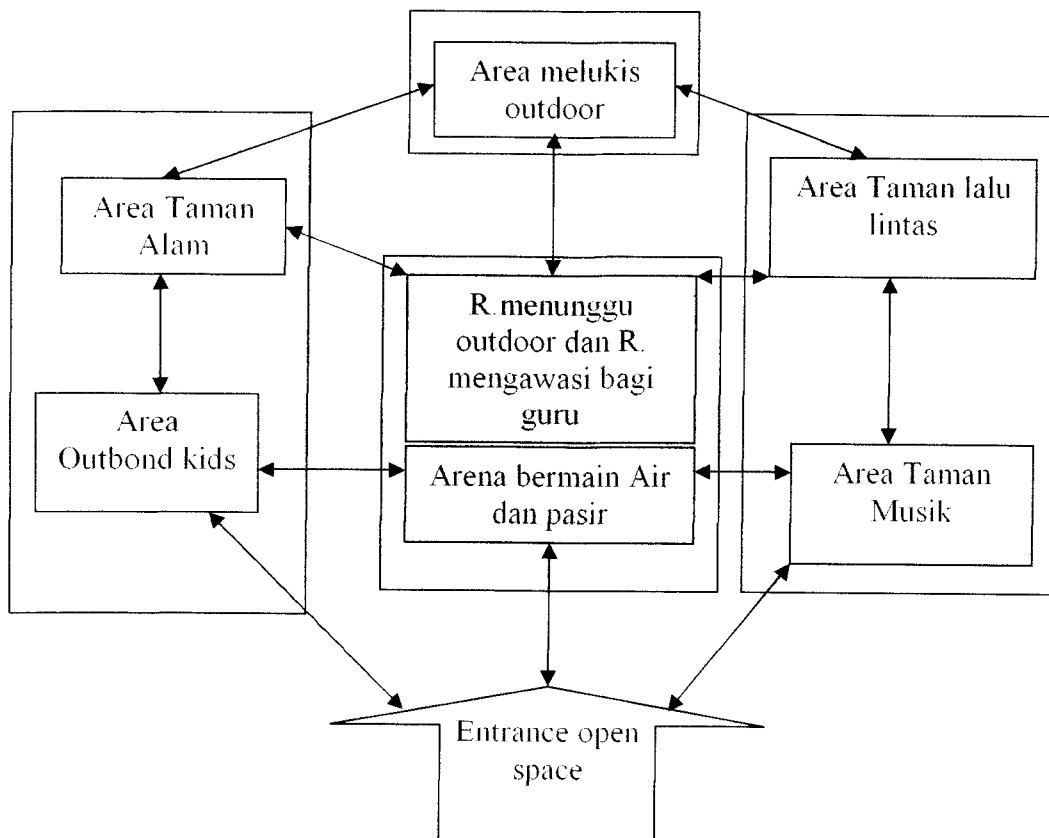 Area melukis
outdoor
Area Taman
Alam
Area Taman lalu
lintas
R. menunggu
outdoor dan R.
mengawasi bagi
guru
Area
Outbond kids
Arena bermain Air
dan pasir
Area Taman
Musik
Entrance open
space